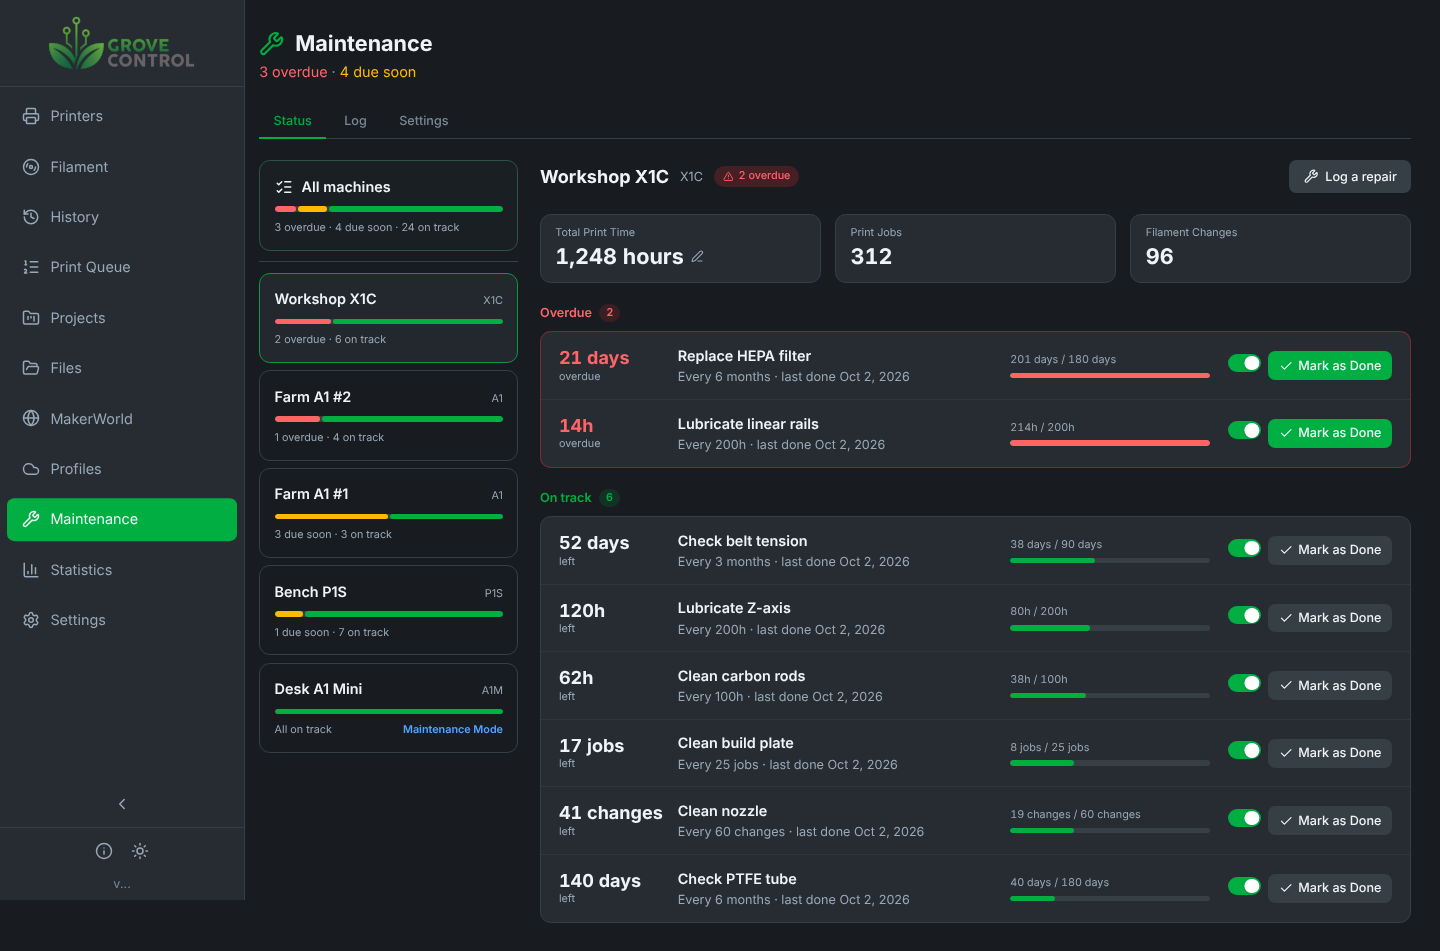 GROVE
CONTROL
Printers
Filament
History
Print Queue
Projects
Files
MakerWorld
Profiles
Maintenance
Statistics
Settings
v...
Maintenance
3 overdue · 4 due soon
Status
Log
Settings
All machines
3 overdue · 4 due soon · 24 on track
Workshop X1C
X1C
2 overdue · 6 on track
Farm A1 #2
A1
1 overdue · 4 on track
Farm A1 #1
A1
3 due soon · 3 on track
Bench P1S
P1S
1 due soon · 7 on track
Desk A1 Mini
A1M
All on track
Maintenance Mode
Workshop X1C
X1C
2 overdue
Log a repair
Total Print Time
1,248 hours
Print Jobs
312
Filament Changes
96
Overdue 2
21 days
overdue
Replace HEPA filter
Every 6 months · last done Oct 2, 2026
201 days / 180 days
Mark as Done
14h
overdue
Lubricate linear rails
Every 200h · last done Oct 2, 2026
214h / 200h
Mark as Done
On track 6
52 days
left
Check belt tension
Every 3 months · last done Oct 2, 2026
38 days / 90 days
Mark as Done
120h
left
Lubricate Z-axis
Every 200h · last done Oct 2, 2026
80h / 200h
Mark as Done
62h
left
Clean carbon rods
Every 100h · last done Oct 2, 2026
38h / 100h
Mark as Done
17 jobs
left
Clean build plate
Every 25 jobs · last done Oct 2, 2026
8 jobs / 25 jobs
Mark as Done
41 changes
left
Clean nozzle
Every 60 changes · last done Oct 2, 2026
19 changes / 60 changes
Mark as Done
140 days
left
Check PTFE tube
Every 6 months · last done Oct 2, 2026
40 days / 180 days
Mark as Done